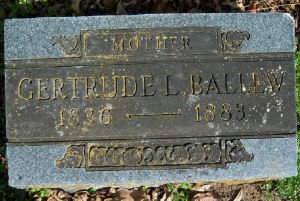 MOTHER
GERTRUDE L. BALLEW
1836 — 1883